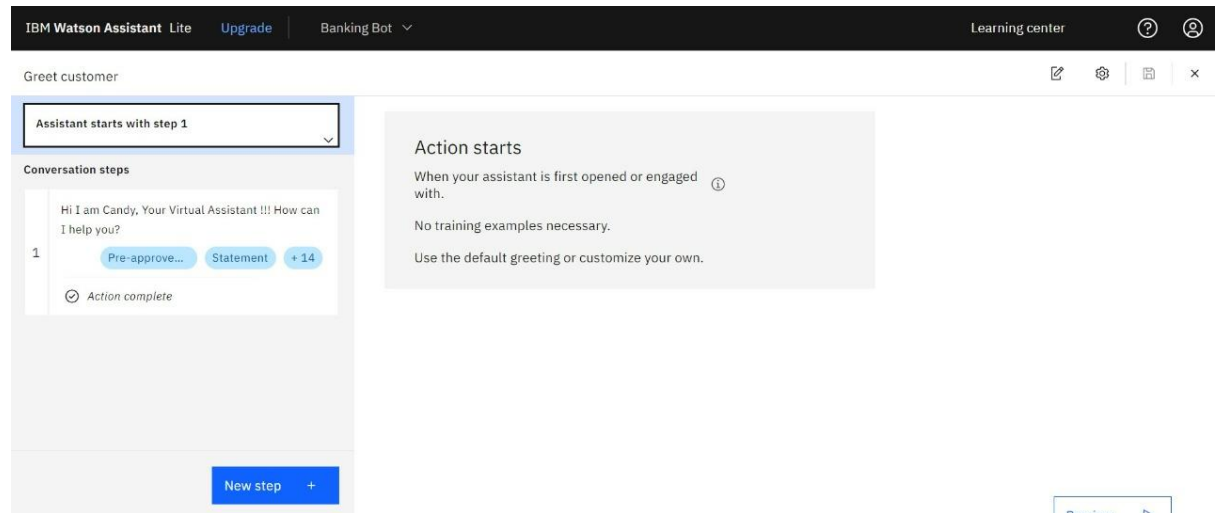 IBM Watson Assistant Lite Upgrade Banking Bot Learning center
Greet customer
Assistant starts with step 1
Conversation steps
1
Hi I am Candy, Your Virtual Assistant !!! How can
I help you?
Pre-approve... Statement + 14
Action complete
New step +
Action starts
When your assistant is first opened or engaged
with.
No training examples necessary.
Use the default greeting or customize your own.